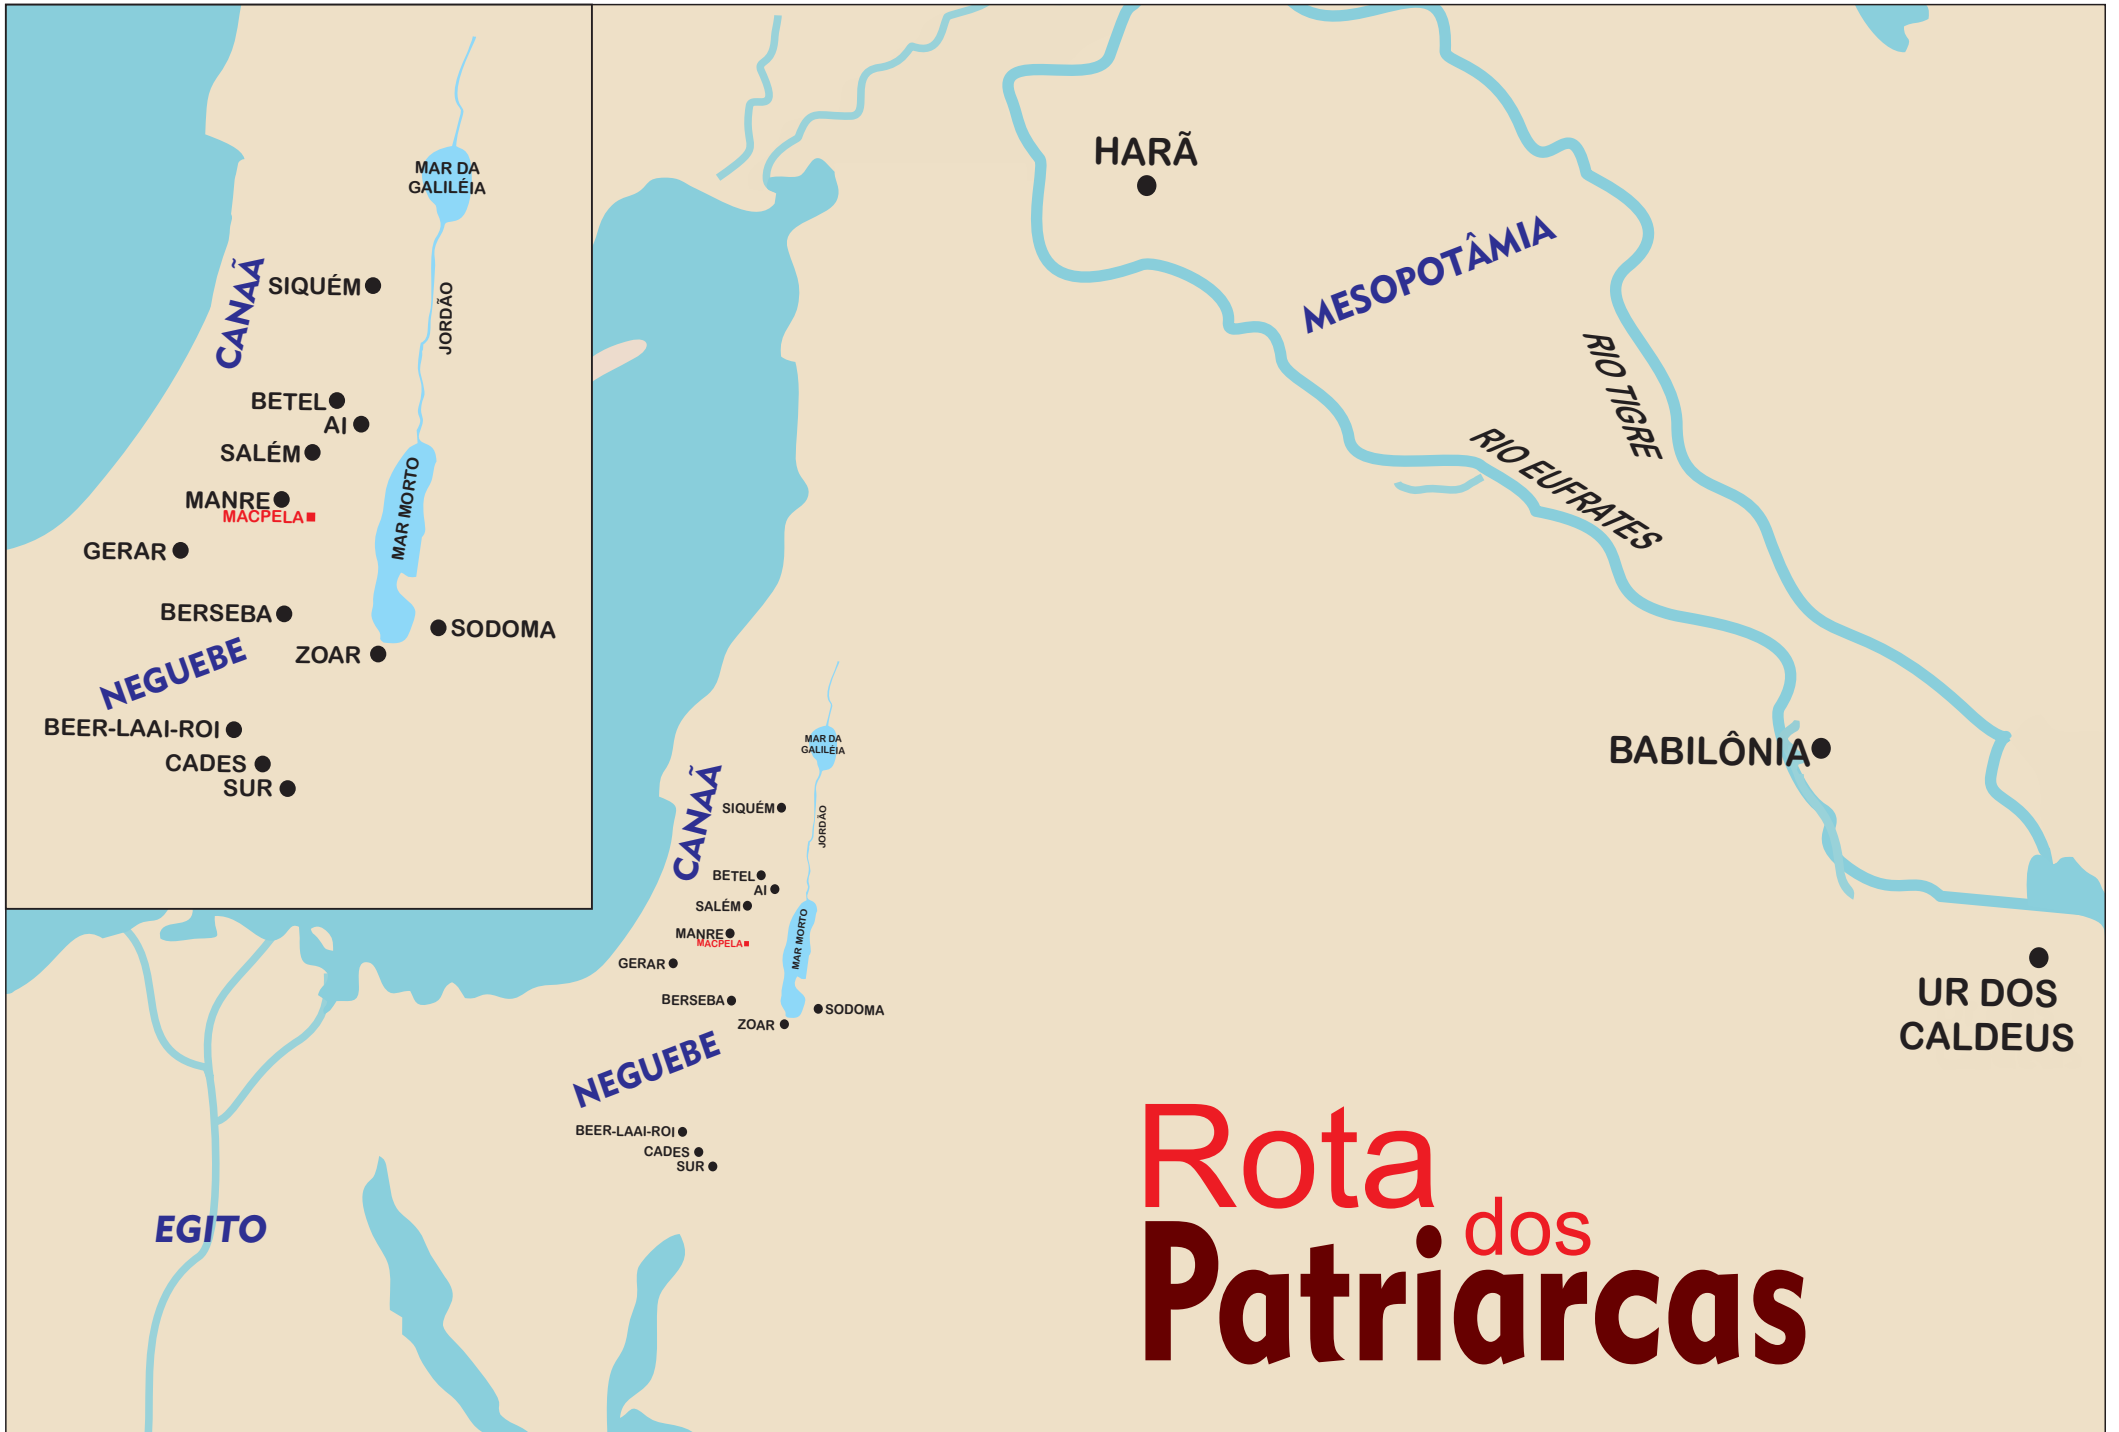 MAR DA
GALILÉIA
CANAÃ
SIQUÉM
JORDÃO
BETEL
AI
SALÉM
MAR MORTO
MANRE
MACPELA
GERAR
BERSEBA
SODOMA
ZOAR
NEGUEBE
BEER-LAAI-ROI
CADES
SUR
HARÃ
MESOPOTÂMIA
RIO TIGRE
RIO EUFRATES
BABILÔNIA
UR DOS
CALDEUS
MAR DA
GALILÉIA
CANAÃ
SIQUÉM
JORDÃO
BETEL
AI
SALÉM
MAR MORTO
MANRE
MACPELA
GERAR
BERSEBA
SODOMA
ZOAR
NEGUEBE
BEER-LAAI-ROI
CADES
SUR
EGITO
Rota
dos
Patriarcas